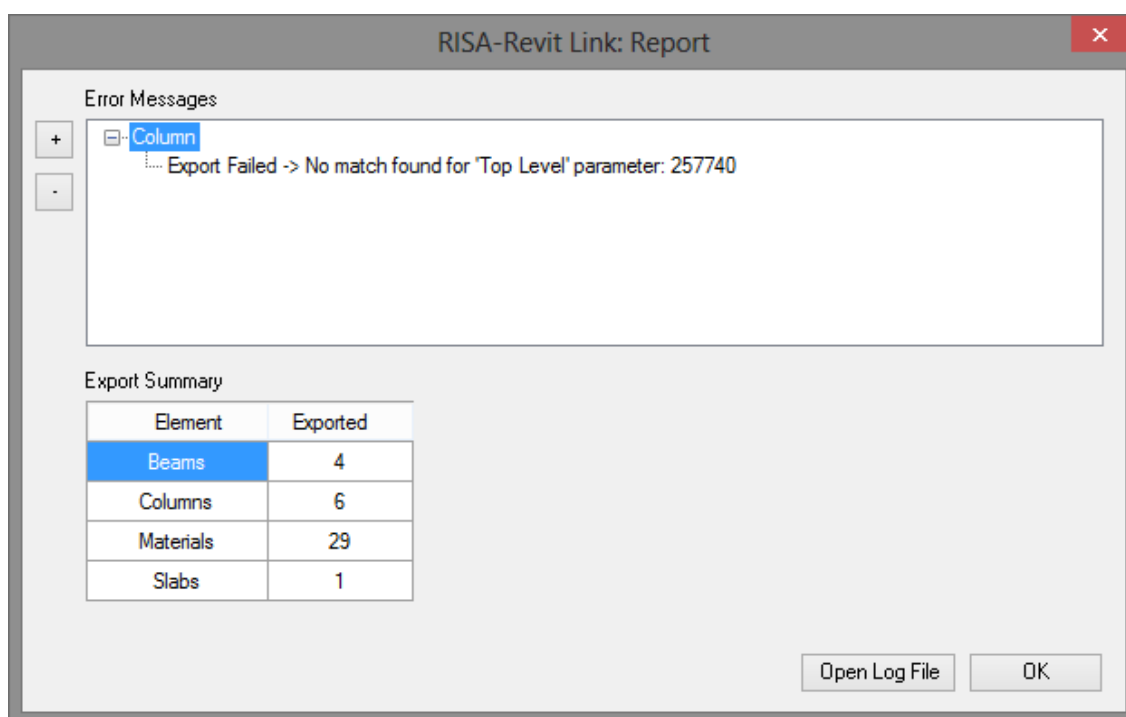 RISA-Revit Link: Report
×
Error Messages
+
-
Column
Export Failed -> No match found for 'Top Level' parameter: 257740
Export Summary
Element Exported
Beams 4
Columns 6
Materials 29
Slabs 1
Open Log File OK